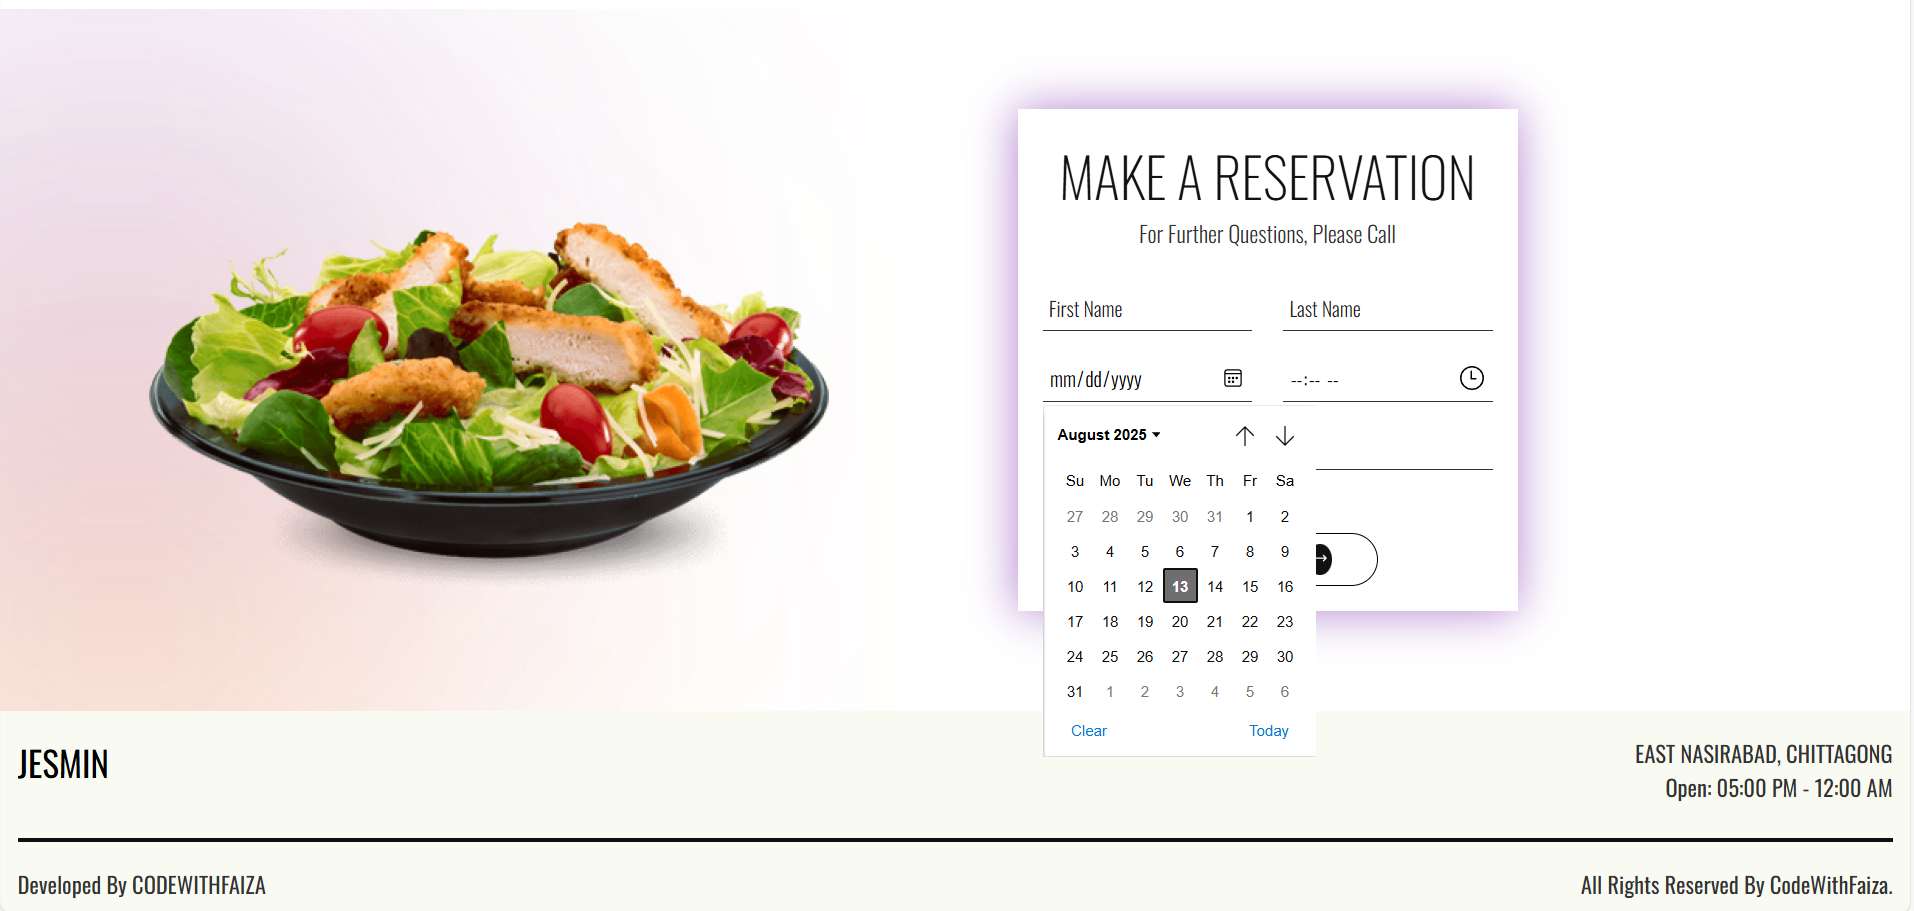 MAKE A RESERVATION
For Further Questions, Please Call
First Name Last Name
mm/dd/yyyy --:-- --
August 2025
Su Mo Tu We Th Fr Sa
27 28 29 30 31 1 2
3 4 5 6 7 8 9
10 11 12 13 14 15 16
17 18 19 20 21 22 23
24 25 26 27 28 29 30
31 1 2 3 4 5 6
Clear Today
JESMIN
EAST NASIRABAD, CHITTAGONG
Open: 05:00 PM - 12:00 AM
Developed By CODEWITHFAIZA
All Rights Reserved By CodeWithFaiza.